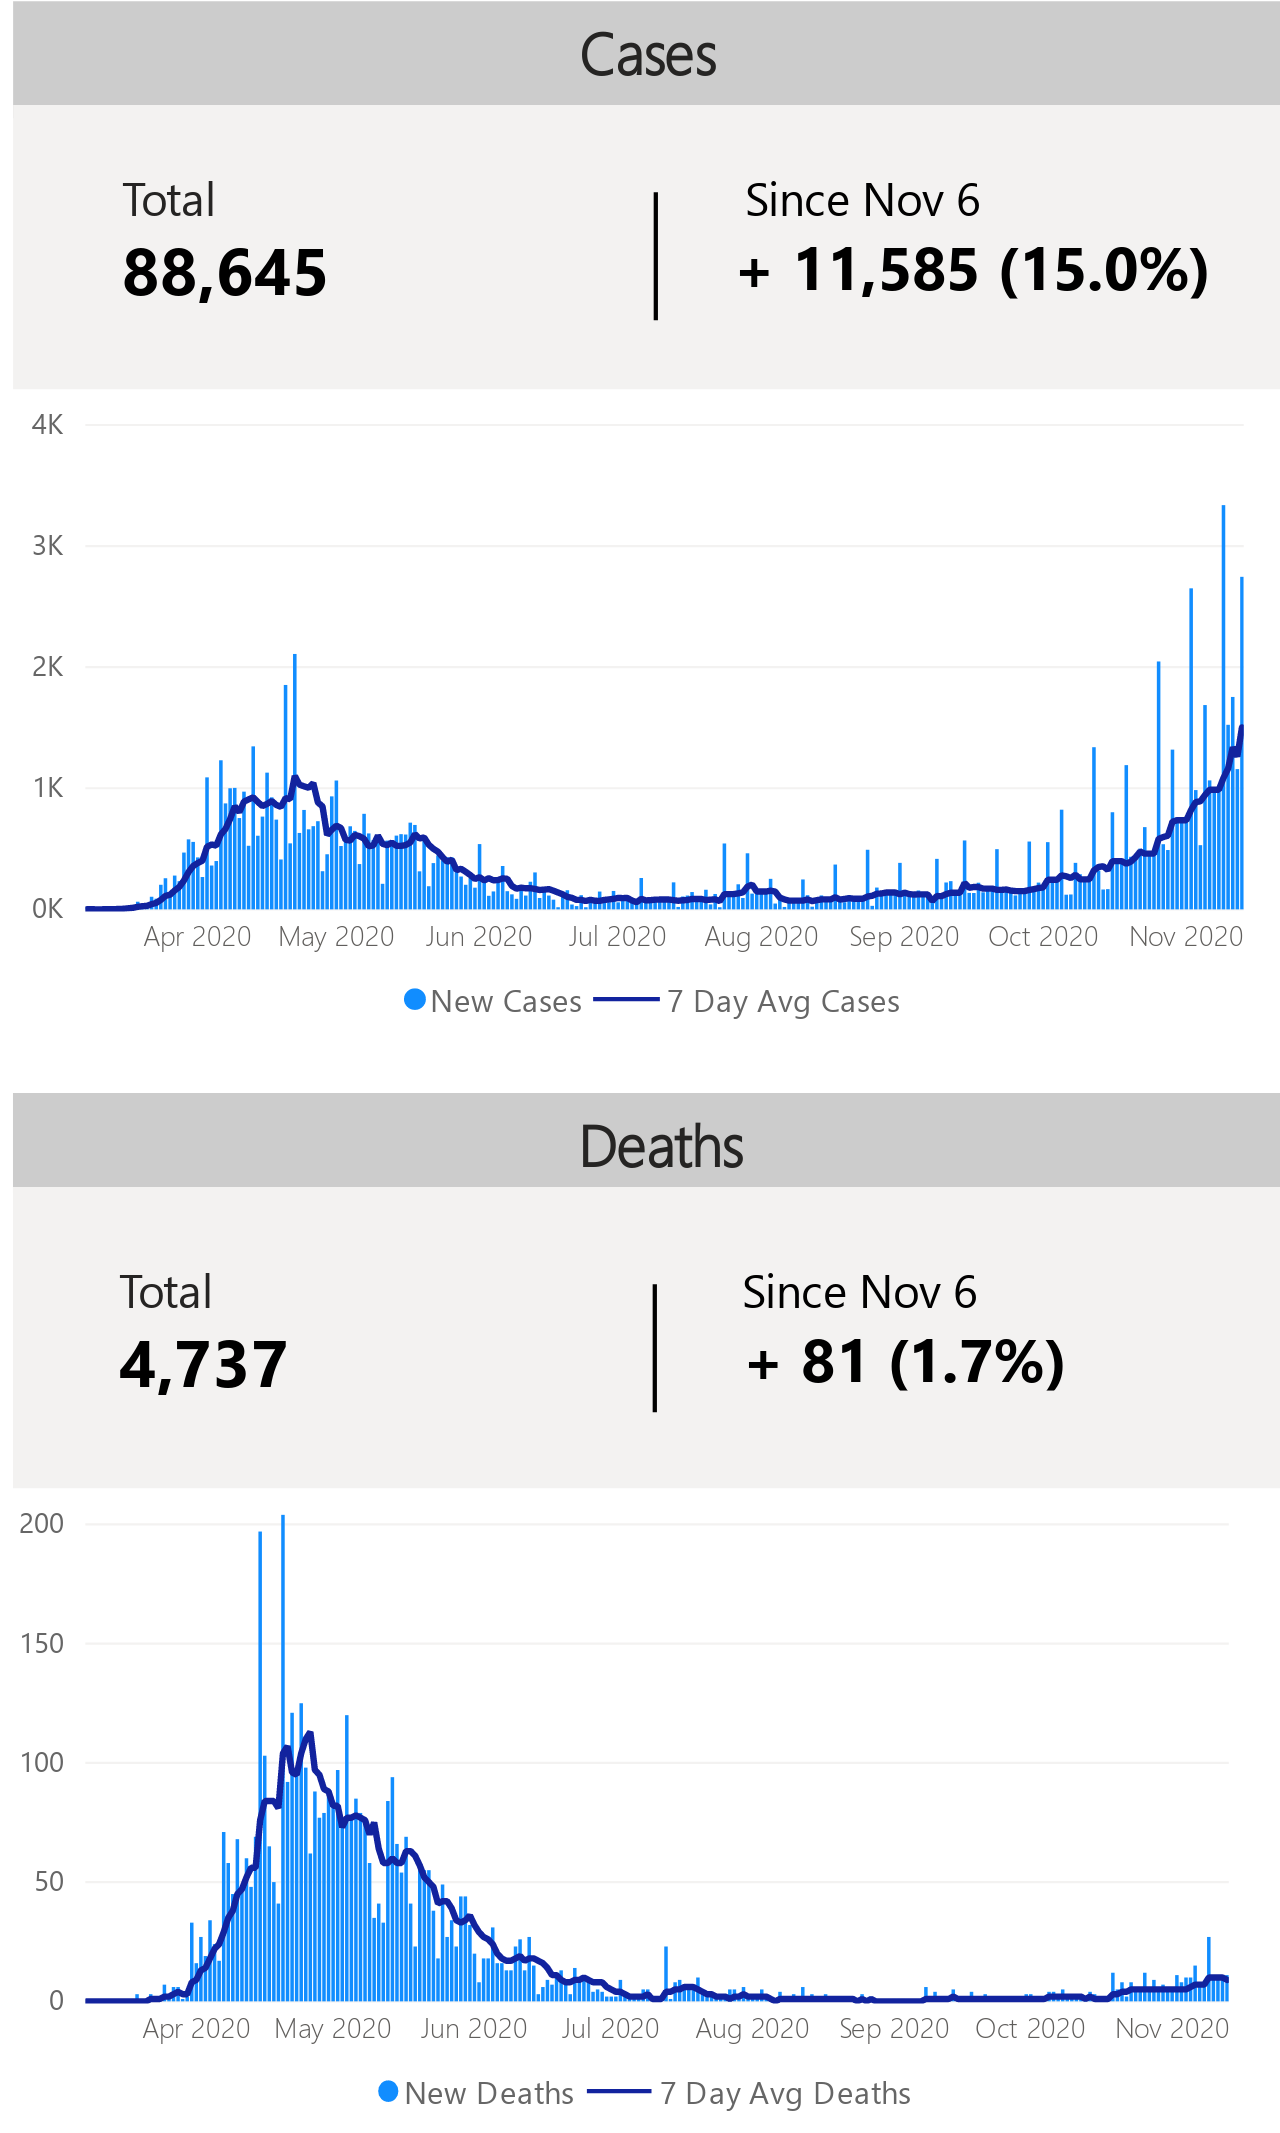 Cases
Total
Since Nov 6
88,645
+ 11,585 (15.0%)
4K
3K
2K
1K
0K
Apr 2020 May 2020 Jun 2020 Jul 2020 Aug 2020 Sep 2020 Oct 2020 Nov 2020
New Cases 7 Day Avg Cases
Deaths
Total
Since Nov 6
4,737
+ 81 (1.7%)
200
150
100
50
0
Apr 2020 May 2020 Jun 2020 Jul 2020 Aug 2020 Sep 2020 Oct 2020 Nov 2020
New Deaths 7 Day Avg Deaths